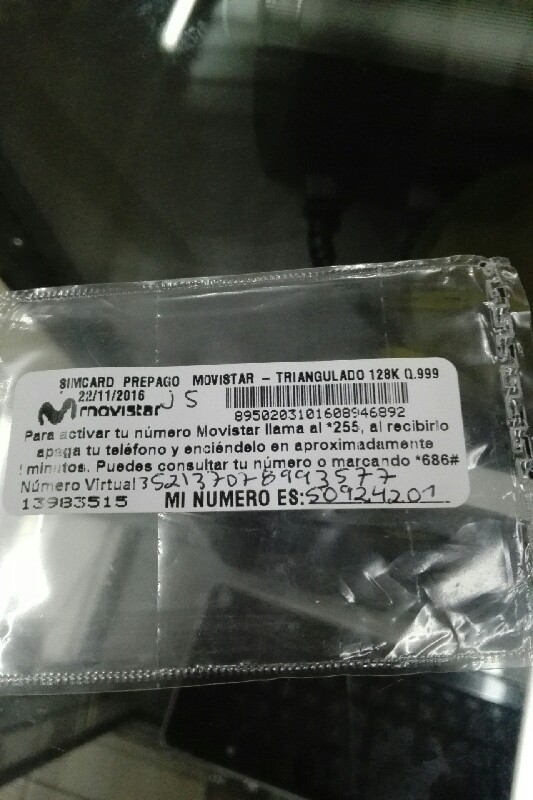 SIMCARD PREPAGO MOVISTAR - TRIANGULADO 128K Q.999
22/11/2016
movistar J5
8950203101608946892
Para activar tu número Movistar llama al *255, al recibirlo
apaga tu teléfono y enciéndelo en aproximadamente
minutos. Puedes consultar tu número o marcando *686#
Número Virtual 352137078993577
13983515 MI NUMERO ES: 50924201